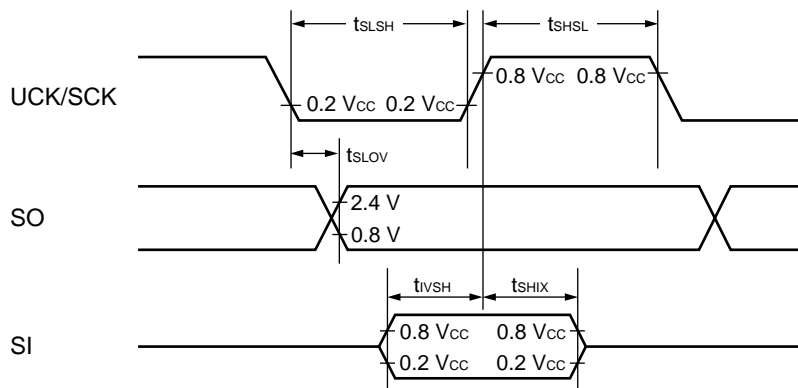 tSLSH tSHSL
UCK/SCK
0.2 VCC 0.2 VCC
0.8 VCC 0.8 VCC
tSLOV
SO
2.4 V
0.8 V
tIVSH tSHIX
SI
0.8 VCC 0.8 VCC
0.2 VCC 0.2 VCC